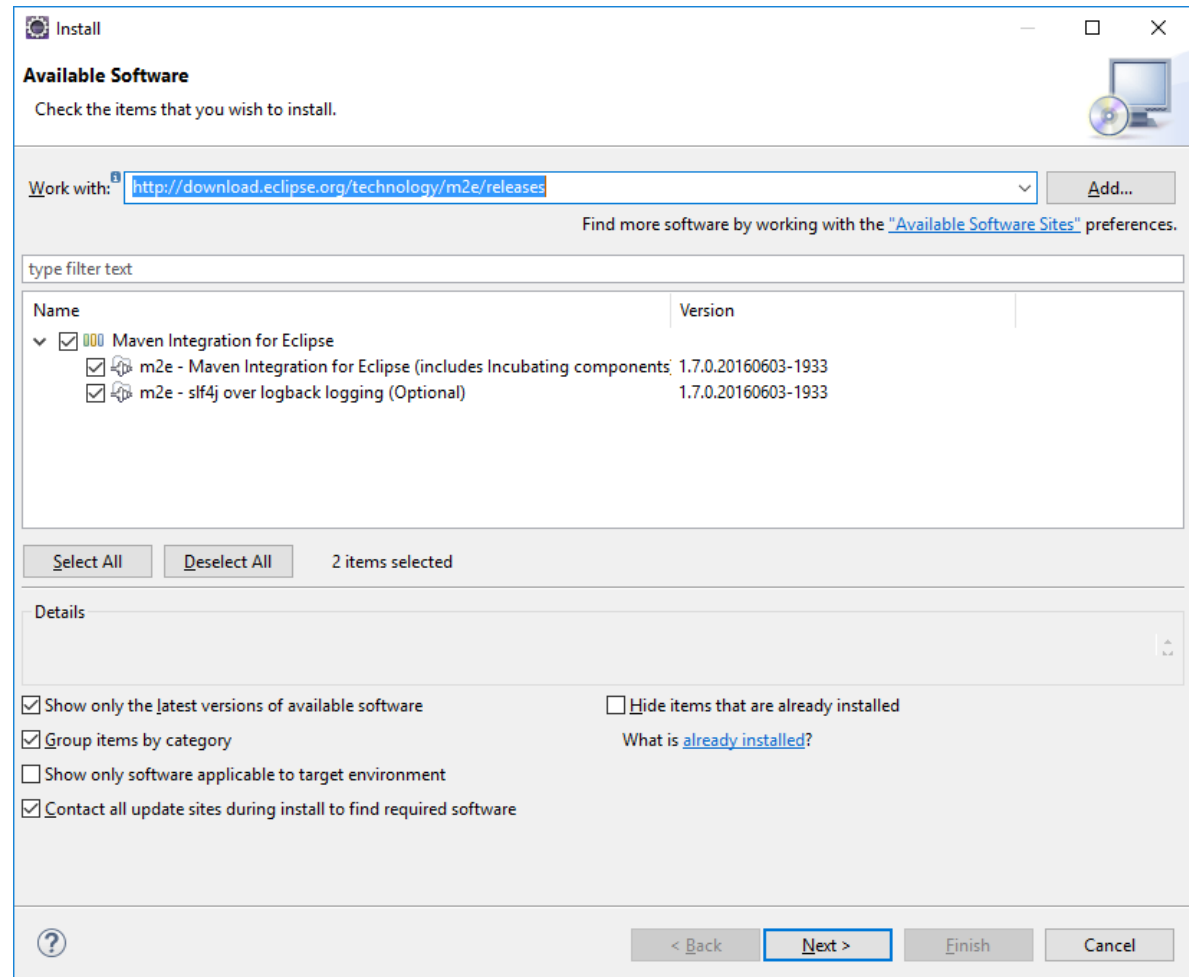 Install
Available Software
Check the items that you wish to install.
Work with: http://download.eclipse.org/technology/m2e/releases Add...
Find more software by working with the "Available Software Sites" preferences.
type filter text
Name Version
Maven Integration for Eclipse
m2e - Maven Integration for Eclipse (includes Incubating components 1.7.0.20160603-1933
m2e - slf4j over logback logging (Optional) 1.7.0.20160603-1933
Select All Deselect All 2 items selected
Details
Show only the latest versions of available software Hide items that are already installed
Group items by category What is already installed?
Show only software applicable to target environment
Contact all update sites during install to find required software
? < Back Next > Finish Cancel